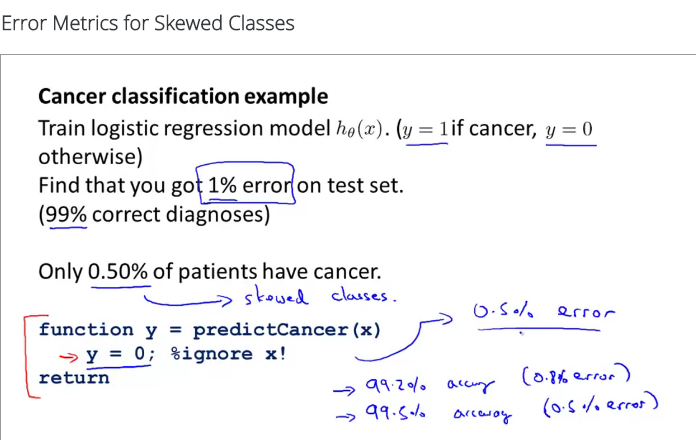 Error Metrics for Skewed Classes
Cancer classification example
Train logistic regression model hθ(x). (y = 1 if cancer, y = 0
otherwise)
Find that you got 1% error on test set.
(99% correct diagnoses)
Only 0.50% of patients have cancer.
skewed classes.
function y = predictCancer(x)
y = 0; %ignore x!
return
0.5% error
99.2% accuracy (0.8% error)
99.5% accuracy (0.5% error)